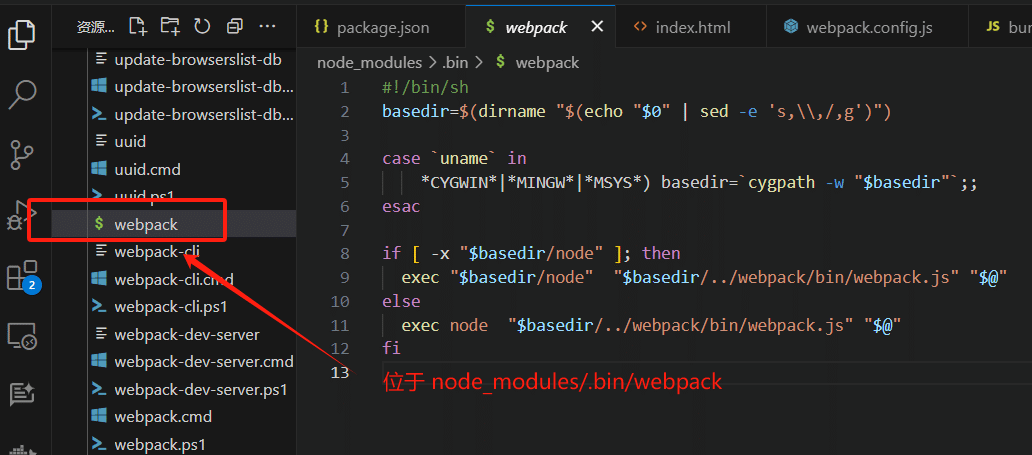 资源... package.json $ webpack × index.html webpack.config.js JS bun
update-browserslist-db
update-browserslist-db...
update-browserslist-db...
uuid
uuid.cmd
uuid.ps1
$ webpack
webpack-cli
webpack-cli.cmd
webpack-cli.ps1
webpack-dev-server
webpack-dev-server.cmd
webpack-dev-server.ps1
webpack.cmd
webpack.ps1
2
node_modules > .bin > $ webpack
1 #!/bin/sh
2 basedir=$(dirname "$(echo "$0" | sed -e 's,\\,/,g')")
3
4 case `uname` in
5 *CYGWIN*|*MINGW*|*MSYS*) basedir=`cygpath -w "$basedir"`;;
6 esac
7
8 if [ -x "$basedir/node" ]; then
9 exec "$basedir/node"  "$basedir/../webpack/bin/webpack.js" "$@"
10 else
11 exec node  "$basedir/../webpack/bin/webpack.js" "$@"
12 fi
13
位于 node_modules/.bin/webpack